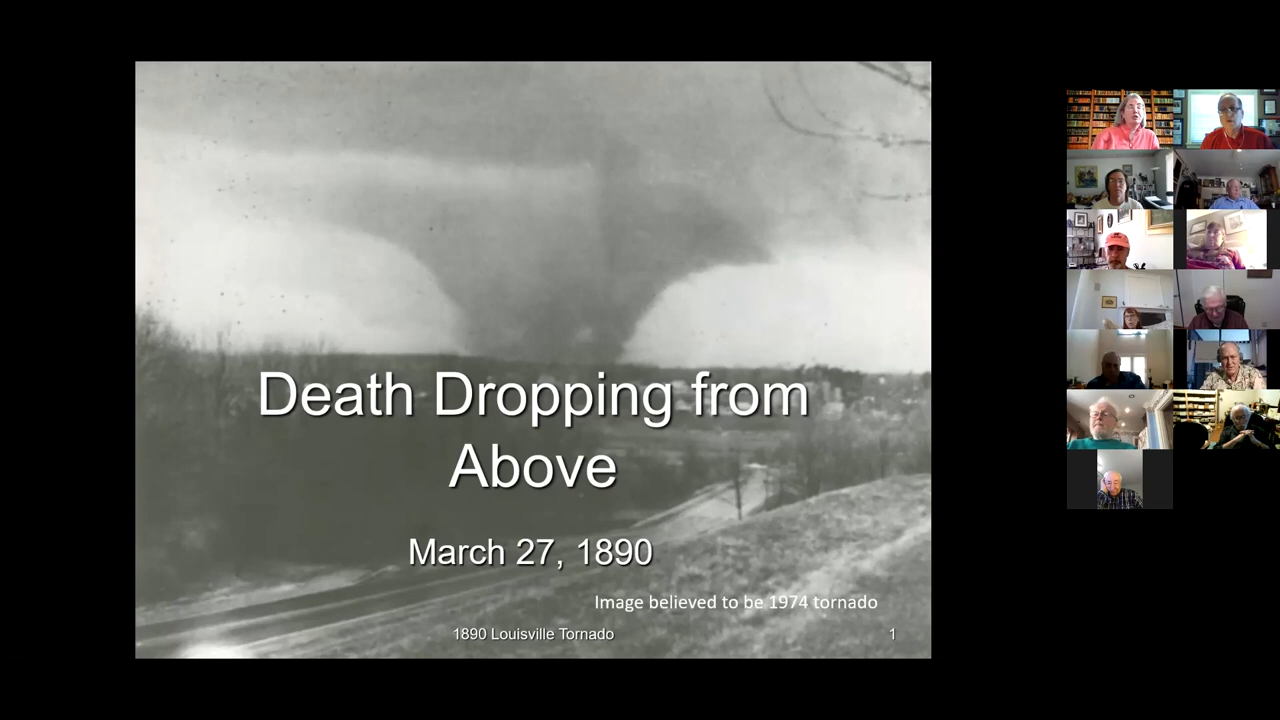 Death Dropping from
Above
March 27, 1890
Image believed to be 1974 tornado
1890 Louisville Tornado
1